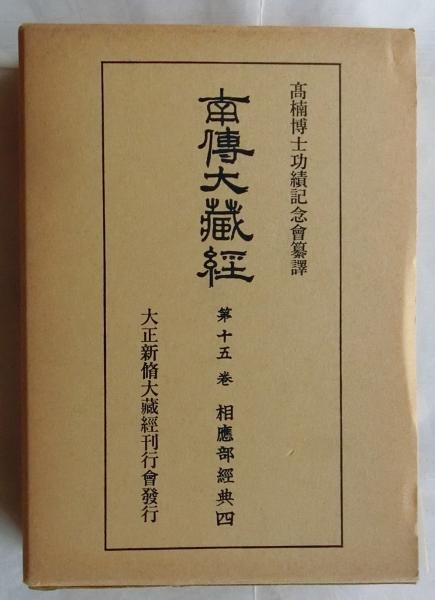 髙楠博士功績記念會纂譯
南傳大藏經
第十五卷 相應部經典四
大正新脩大藏經刊行會發行